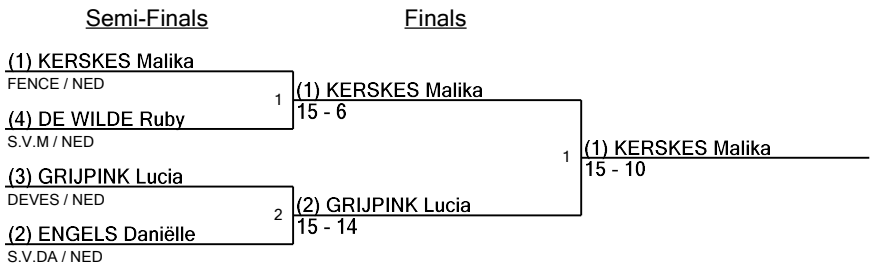 Semi-Finals
Finals
(1) KERSKES Malika
FENCE / NED
1
(4) DE WILDE Ruby
S.V.M / NED
(1) KERSKES Malika
15 - 6
(3) GRIJPINK Lucia
DEVES / NED
2
(2) ENGELS Daniëlle
S.V.DA / NED
(2) GRIJPINK Lucia
15 - 14
1
(1) KERSKES Malika
15 - 10